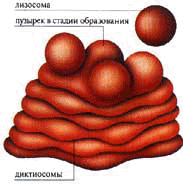 лизосома
пузырек в стадии образования
диктиосомы